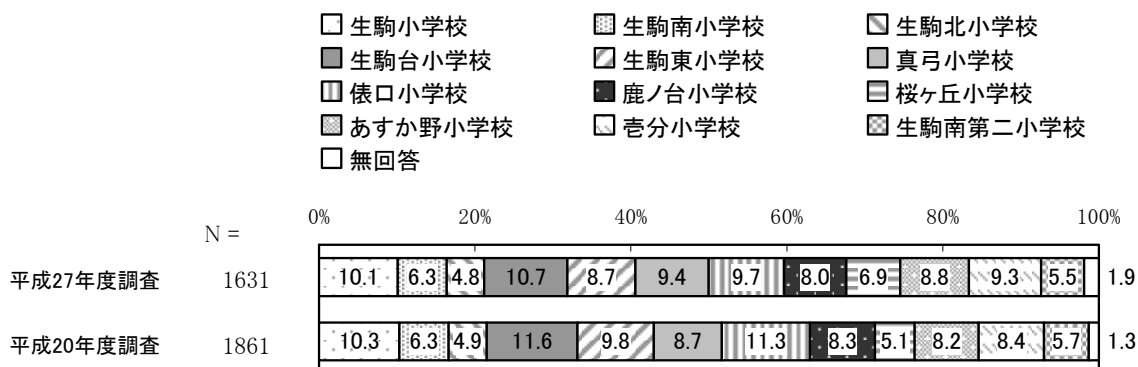 生駒小学校 生駒南小学校 生駒北小学校
生駒台小学校 生駒東小学校 真弓小学校
俵口小学校 鹿ノ台小学校 桜ヶ丘小学校
あすか野小学校 壱分小学校 生駒南第二小学校
無回答
0% 20% 40% 60% 80% 100%
N =
平成27年度調査 1631 10.1 6.3 4.8 10.7 8.7 9.4 9.7 8.0 6.9 8.8 9.3 5.5 1.9
平成20年度調査 1861 10.3 6.3 4.9 11.6 9.8 8.7 11.3 8.3 5.1 8.2 8.4 5.7 1.3